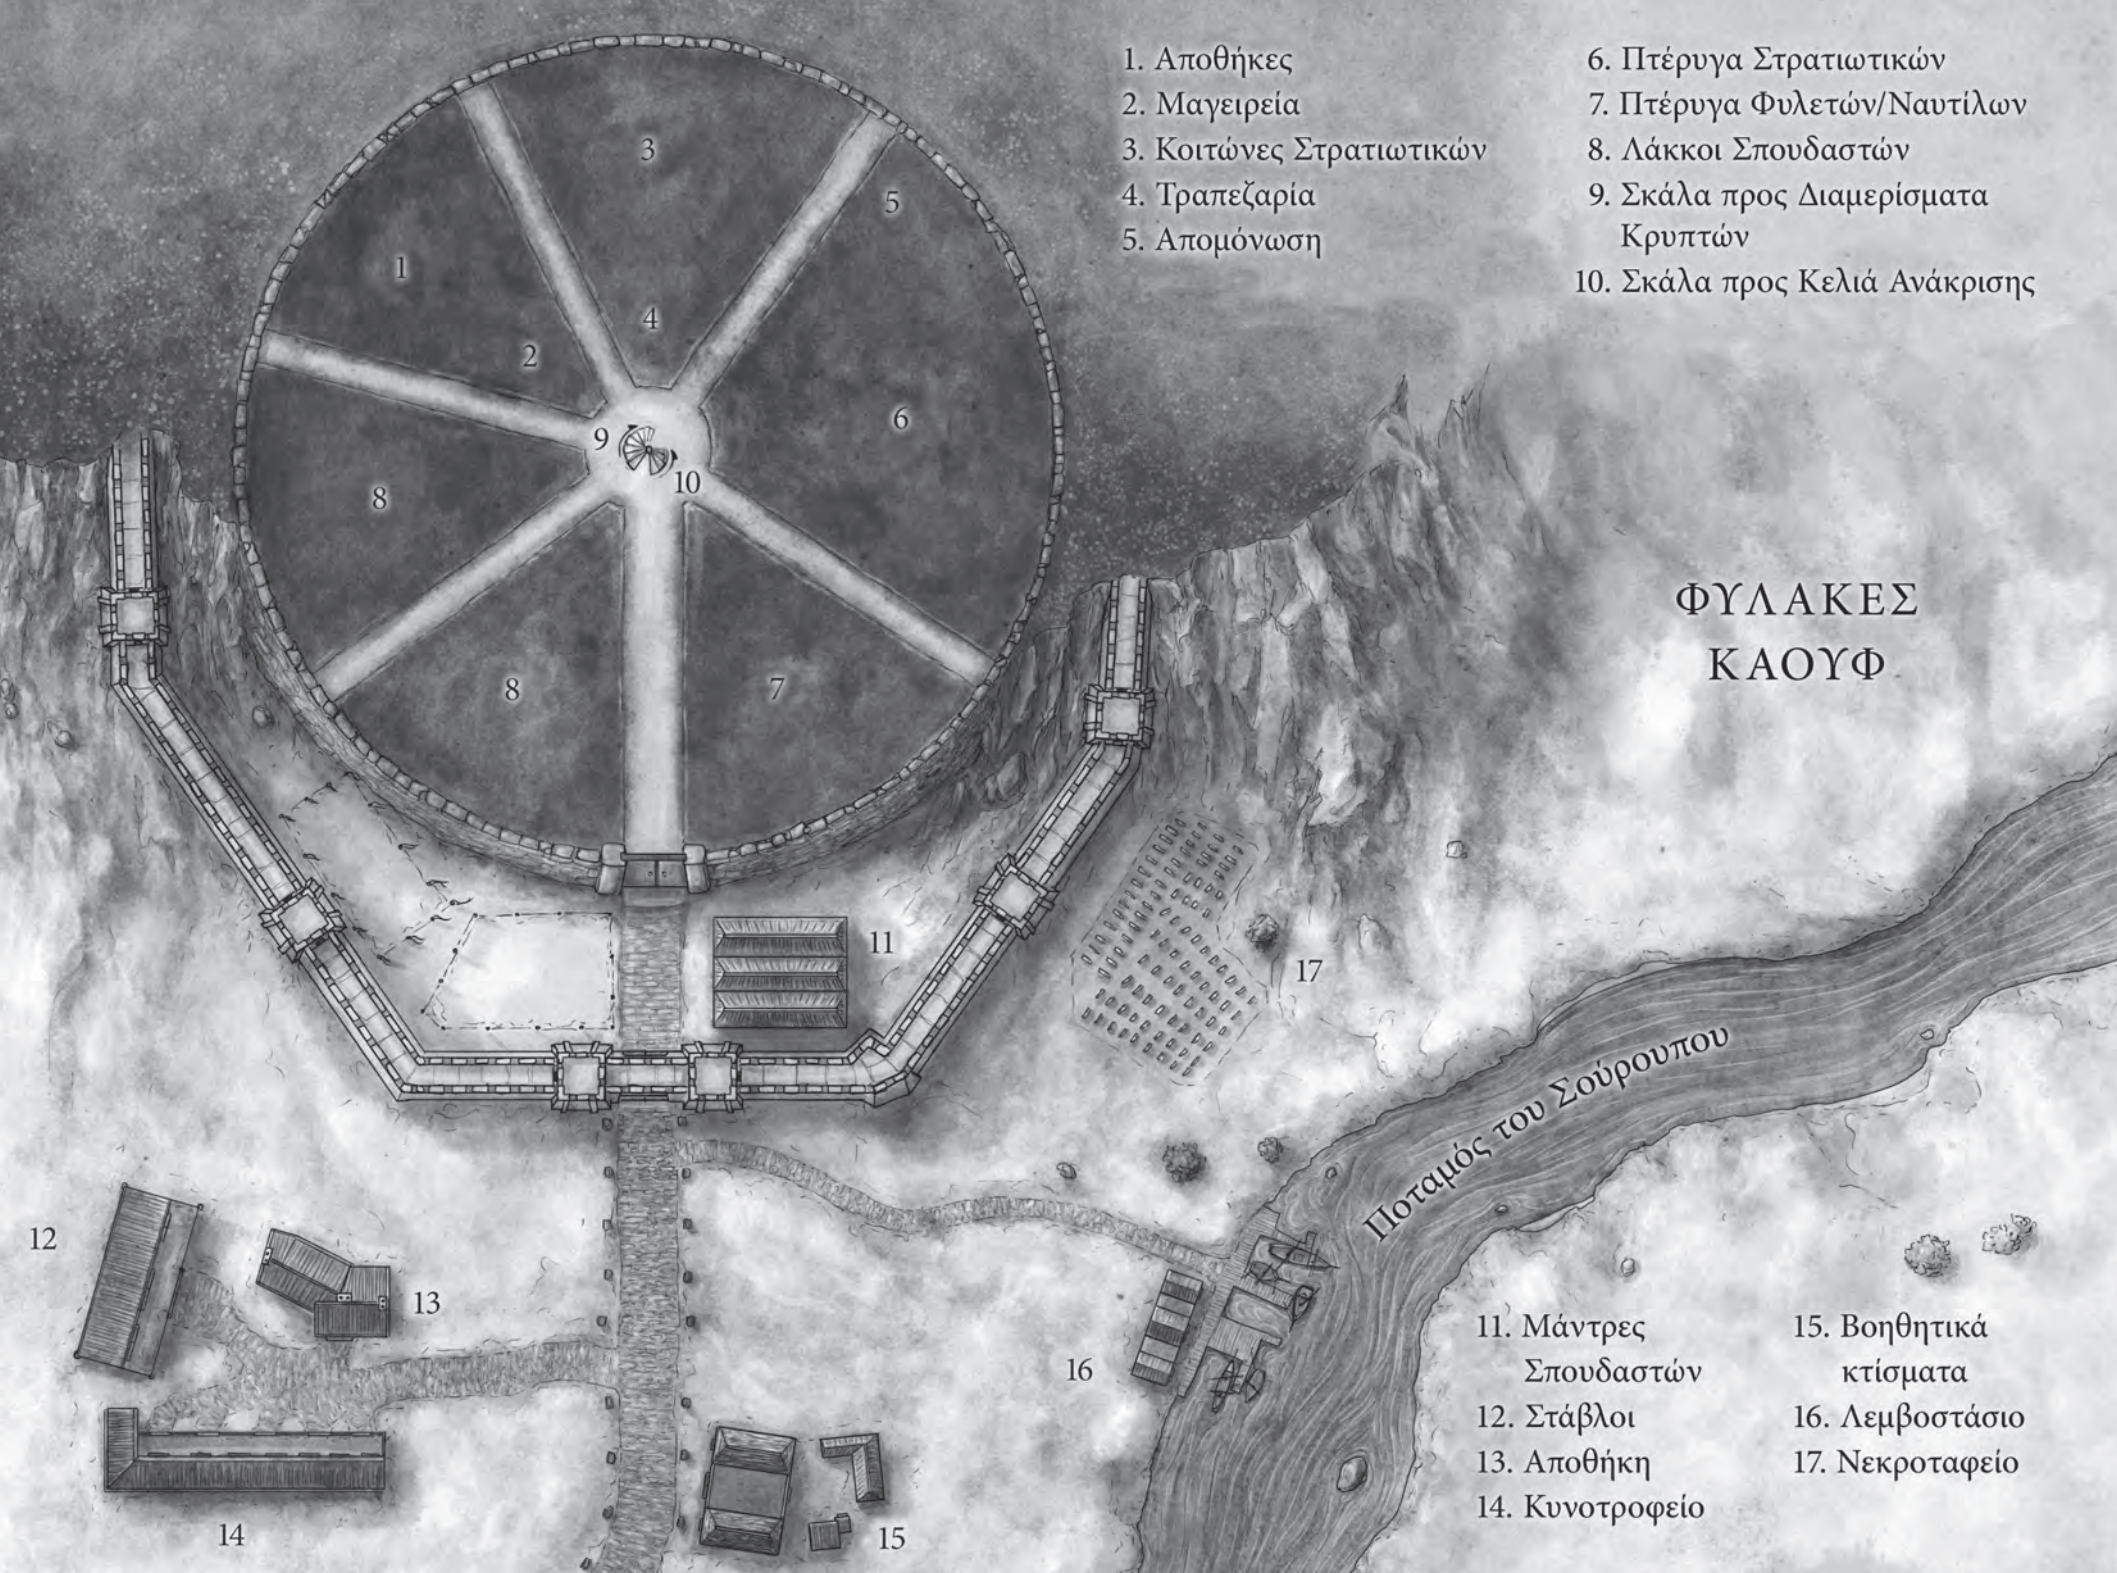 1. Αποθήκες
2. Μαγειρεία
3. Κοιτώνες Στρατιωτικών
4. Τραπεζαρία
5. Απομόνωση
6. Πτέρυγα Στρατιωτικών
7. Πτέρυγα Φυλετών/Ναυτίλων
8. Λάκκοι Σπουδαστών
9. Σκάλα προς Διαμερίσματα
Κρυπτών
10. Σκάλα προς Κελιά Ανάκρισης
3
5
1
4
2
6
9
10
8
8
7
ΦΥΛΑΚΕΣ
ΚΑΟΥΦ
11
17
Ποταμός του Σούρουπου
12
13
16
14
15
11. Μάντρες
Σπουδαστών
12. Στάβλοι
13. Αποθήκη
14. Κυνοτροφείο
15. Βοηθητικά
κτίσματα
16. Λεμβοστάσιο
17. Νεκροταφείο